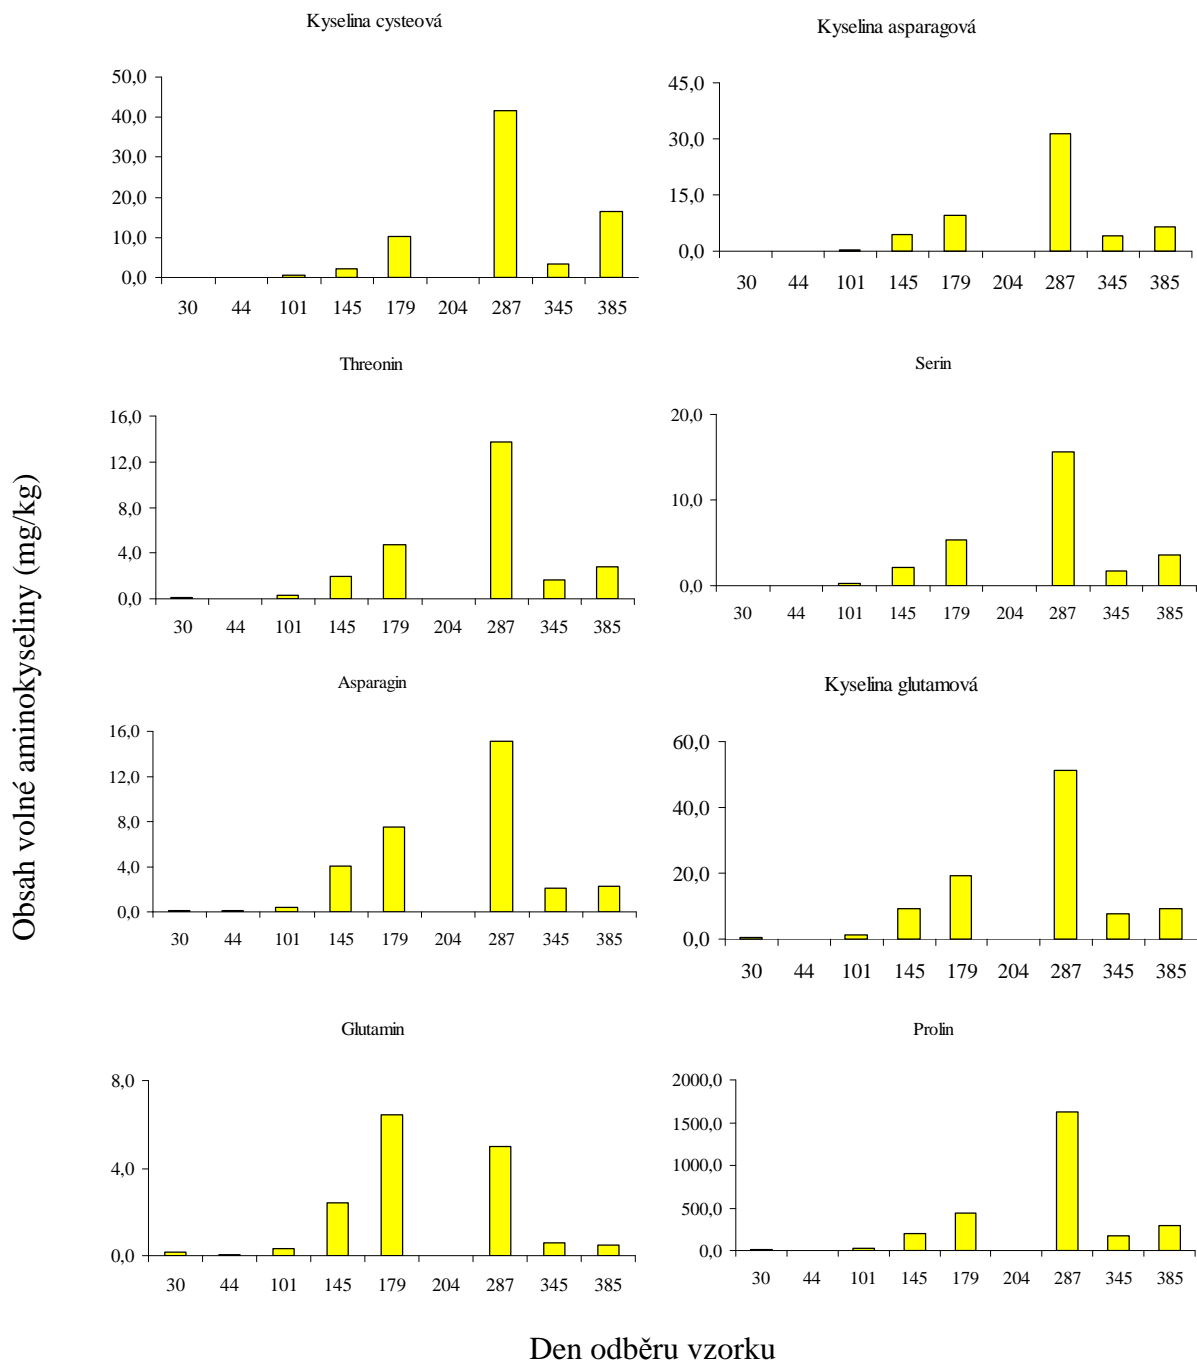 Kyselina cysteová
50,0
40,0
30,0
20,0
10,0
0,0
30 44 101 145 179 204 287 345 385
Kyselina asparagová
45,0
30,0
15,0
0,0
30 44 101 145 179 204 287 345 385
Threonin
16,0
12,0
8,0
4,0
0,0
30 44 101 145 179 204 287 345 385
Serin
20,0
10,0
0,0
30 44 101 145 179 204 287 345 385
Asparagin
16,0
12,0
8,0
4,0
0,0
30 44 101 145 179 204 287 345 385
Kyselina glutamová
60,0
40,0
20,0
0,0
30 44 101 145 179 204 287 345 385
Glutamin
8,0
4,0
0,0
30 44 101 145 179 204 287 345 385
Prolin
2000,0
1500,0
1000,0
500,0
0,0
30 44 101 145 179 204 287 345 385
Obsah volné aminokyseliny (mg/kg)
Den odběru vzorku